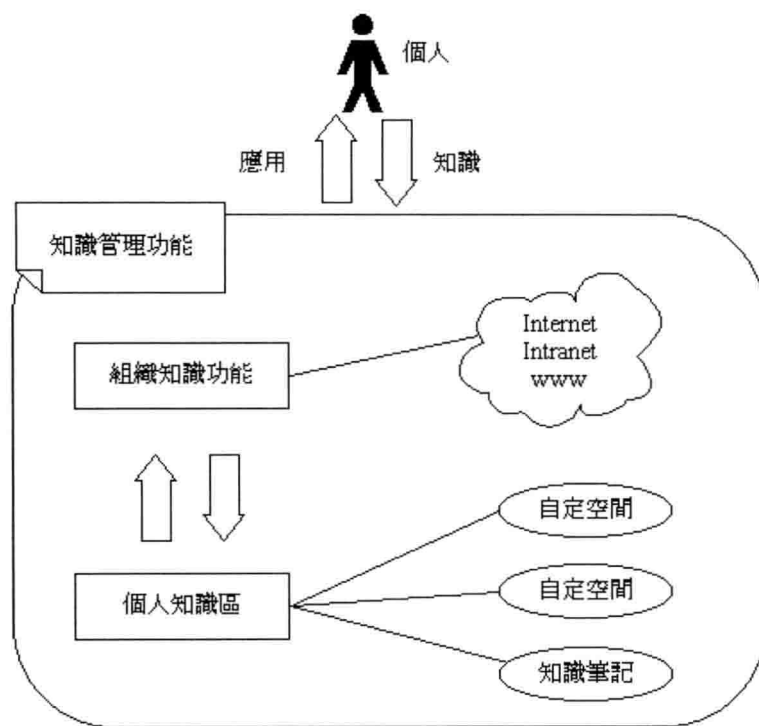 個人
應用
知識
知識管理功能
Internet
Intranet
www
組織知識功能
自定空間
個人知識區
自定空間
知識筆記